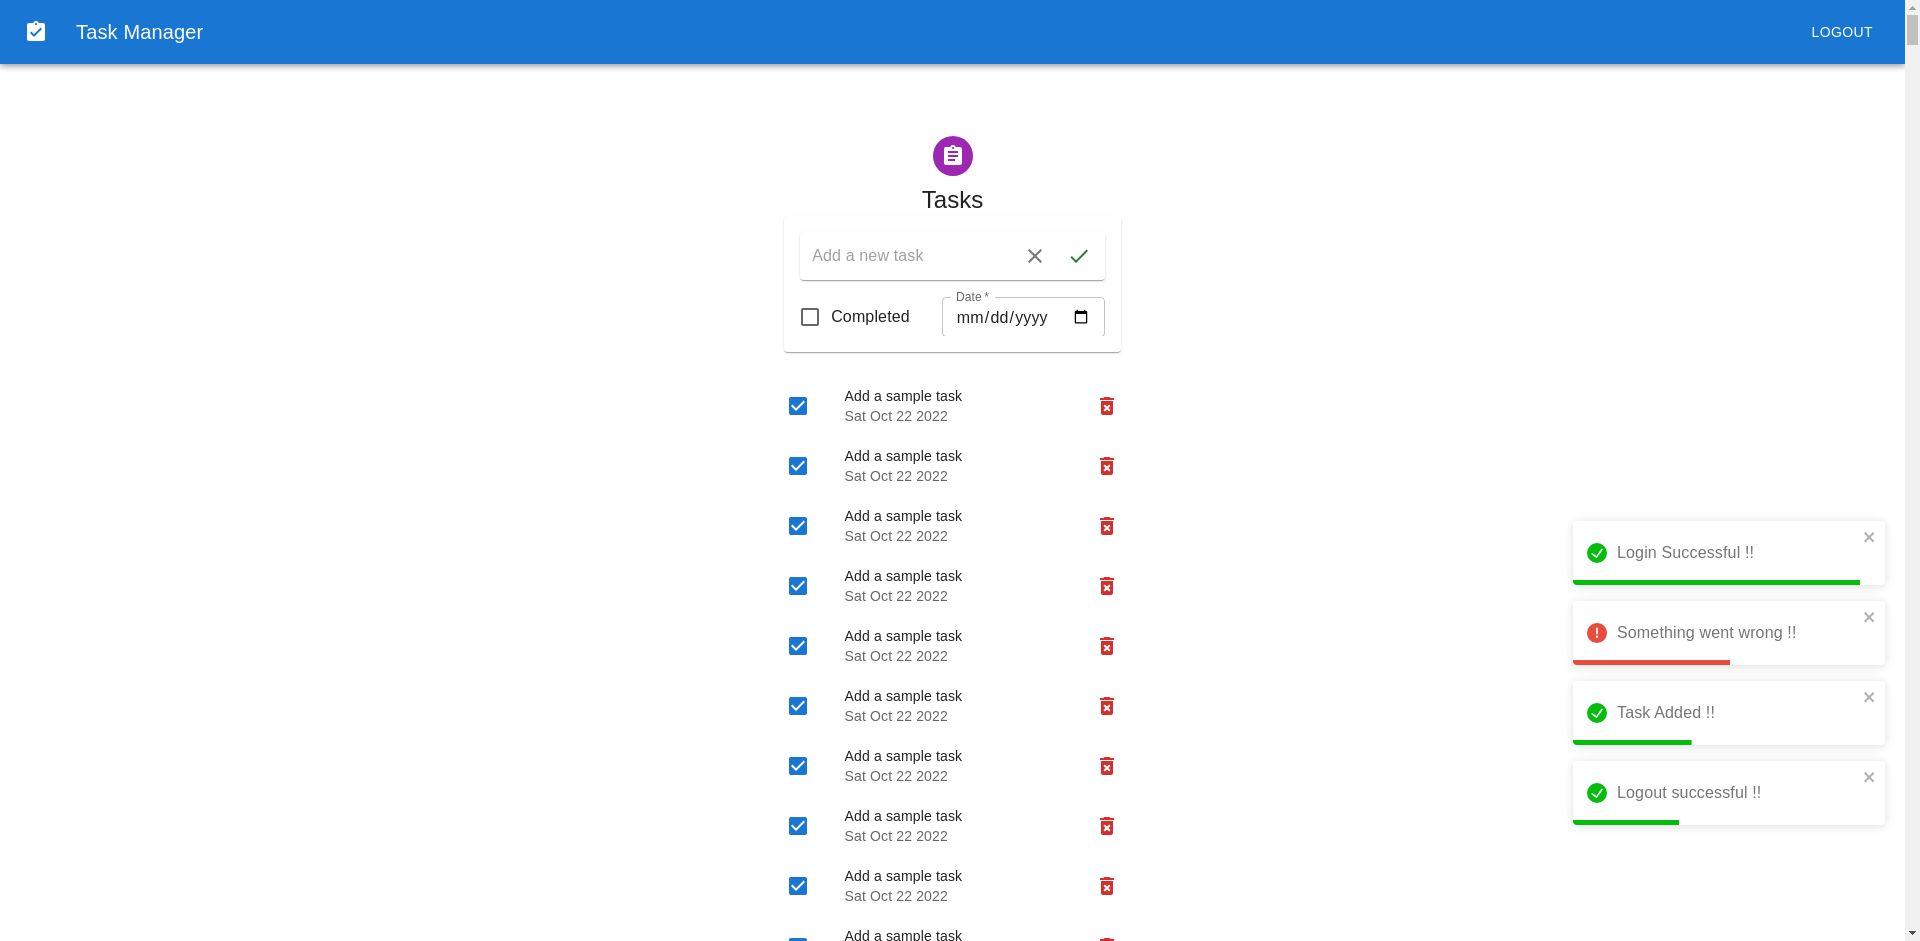 Task Manager
LOGOUT
Tasks
Add a new task
Completed
Date *
mm/dd/yyyy
Add a sample task
Sat Oct 22 2022
Add a sample task
Sat Oct 22 2022
Add a sample task
Sat Oct 22 2022
Add a sample task
Sat Oct 22 2022
Add a sample task
Sat Oct 22 2022
Add a sample task
Sat Oct 22 2022
Add a sample task
Sat Oct 22 2022
Add a sample task
Sat Oct 22 2022
Add a sample task
Sat Oct 22 2022
Add a sample task
Login Successful !!
Something went wrong !!
Task Added !!
Logout successful !!